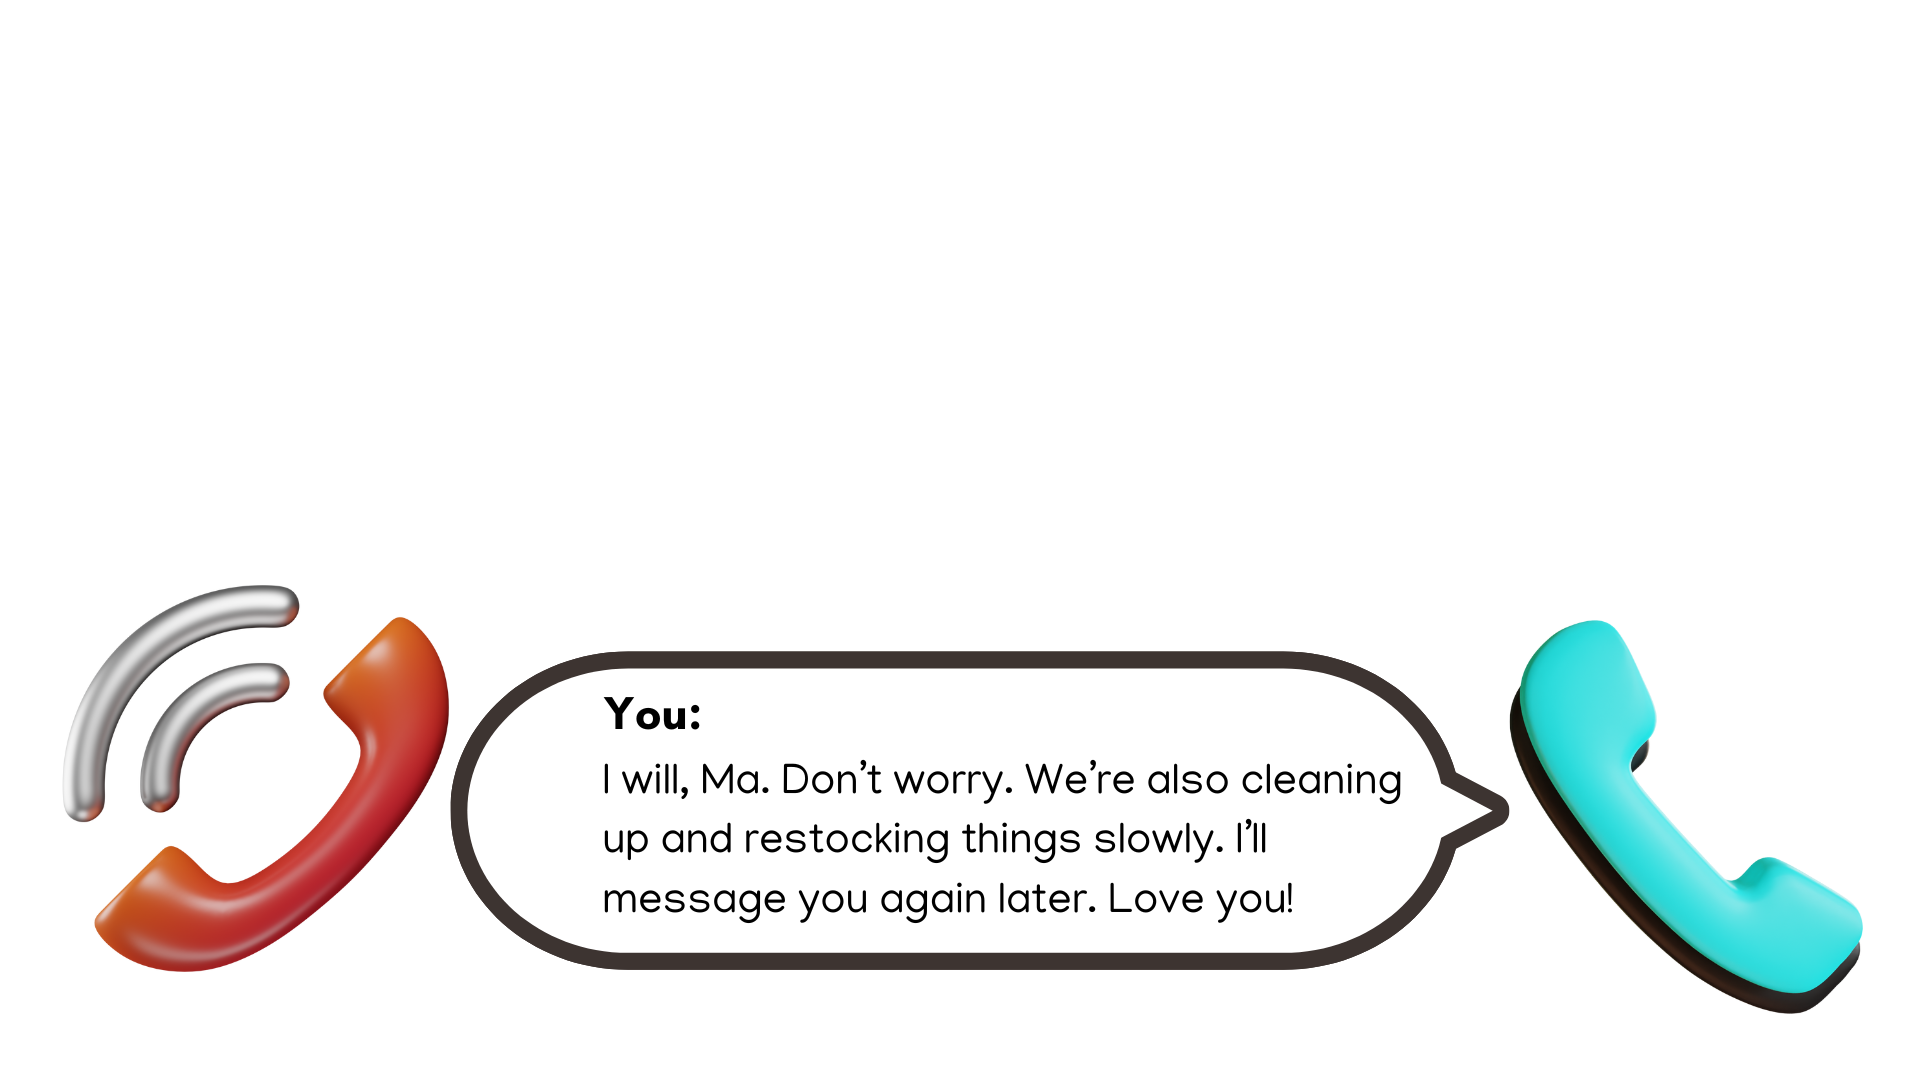 You:
I will, Ma. Don’t worry. We’re also cleaning
up and restocking things slowly. I’ll
message you again later. Love you!